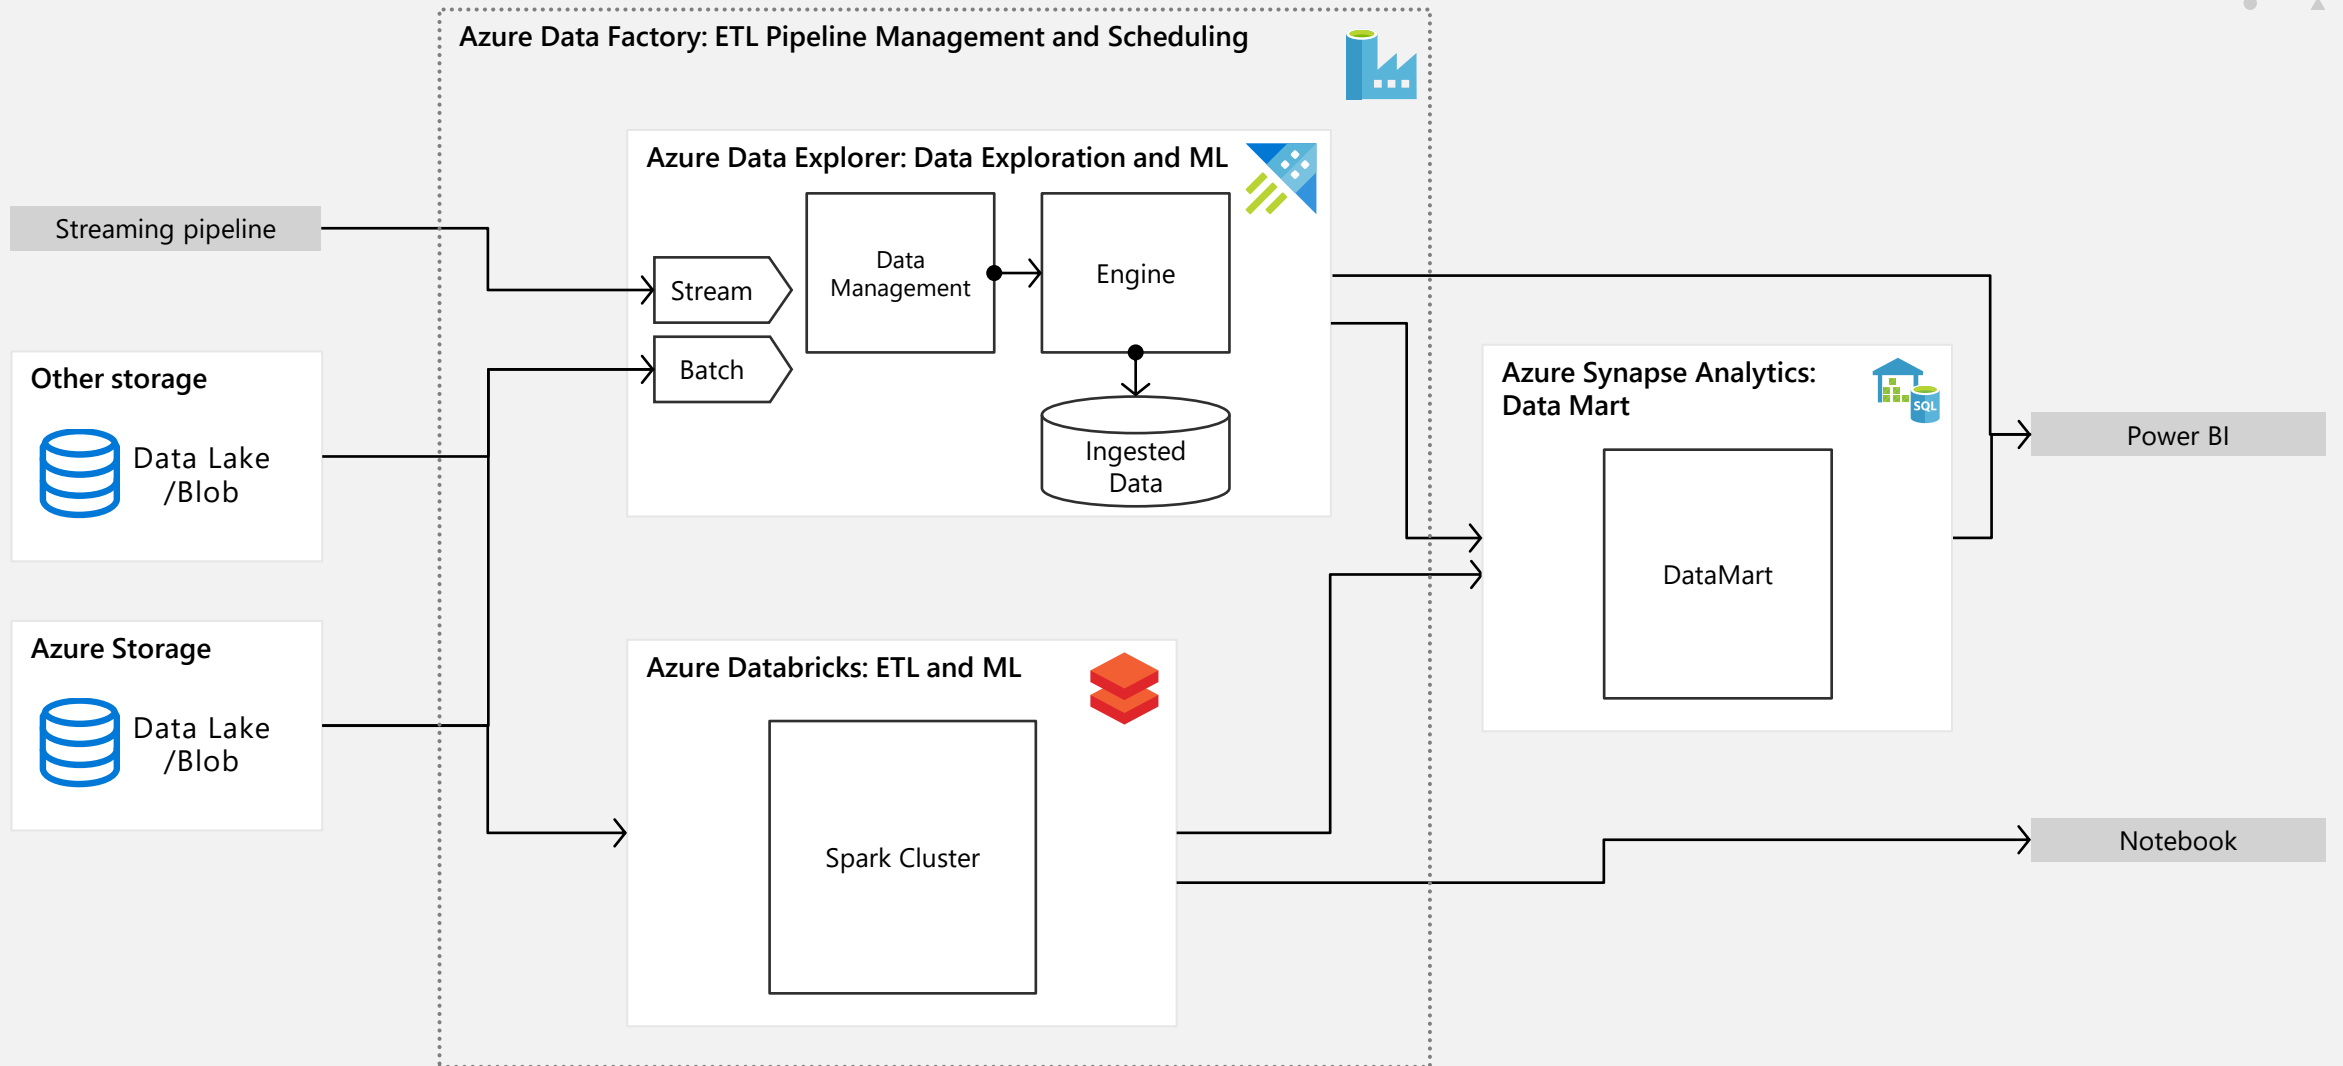 Azure Data Factory: ETL Pipeline Management and Scheduling
Azure Data Explorer: Data Exploration and ML
Streaming pipeline
Stream
Batch
Data
Management
Engine
Ingested
Data
Other storage
Data Lake
/Blob
Azure Storage
Data Lake
/Blob
Azure Databricks: ETL and ML
Spark Cluster
Azure Synapse Analytics:
Data Mart
SQL
DataMart
Power BI
Notebook